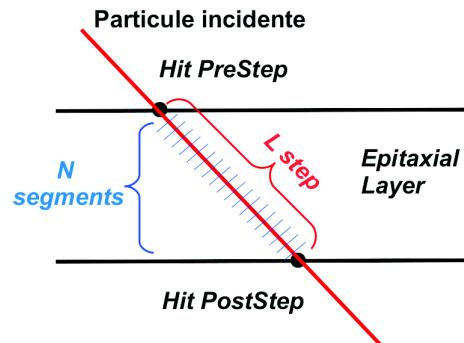 Particule incidente
Hit PreStep
L step
N
segments
Epitaxial
Layer
Hit PostStep